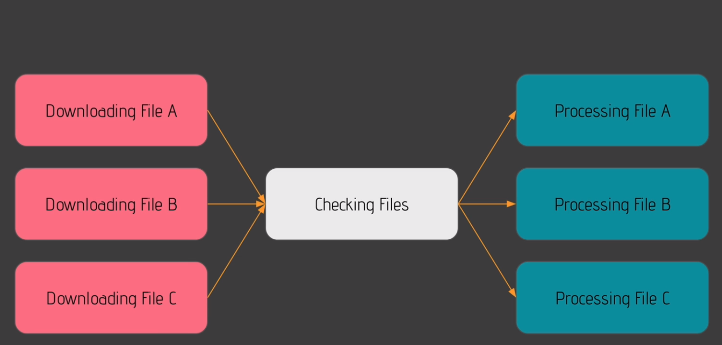 Downloading File A
Downloading File B
Downloading File C
Checking Files
Processing File A
Processing File B
Processing File C